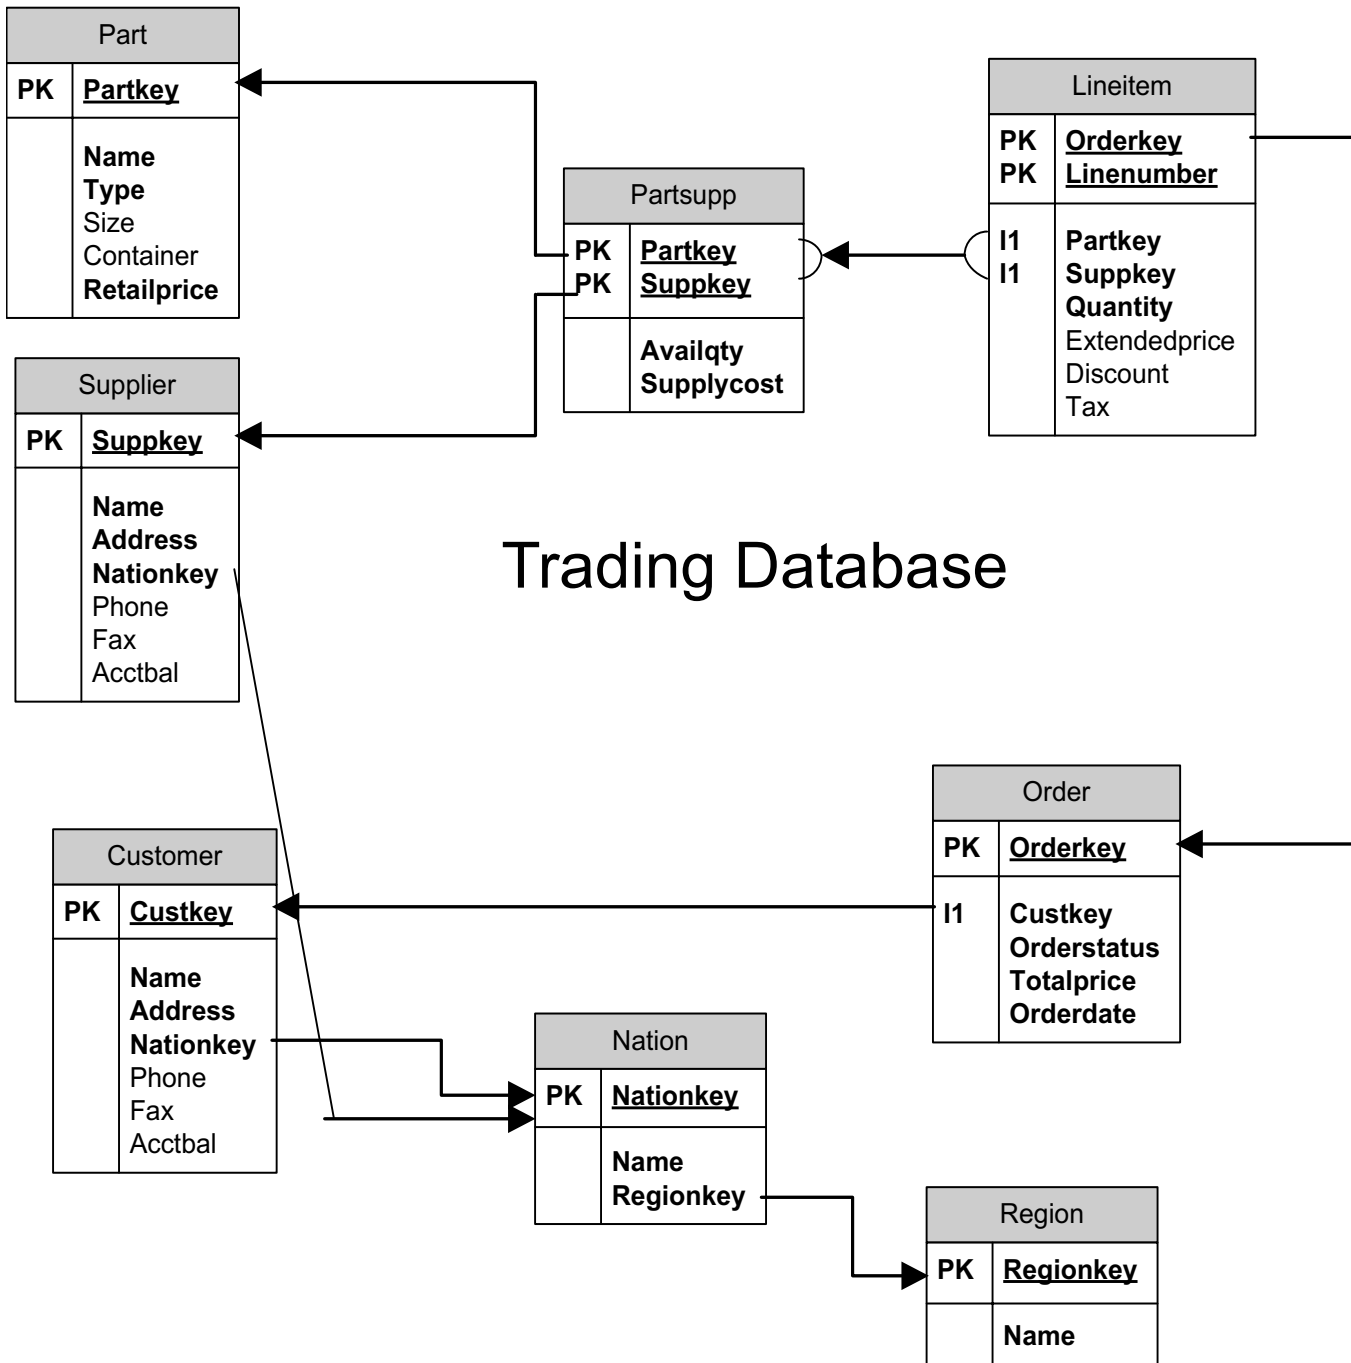 Part
PK Partkey
Name
Type
Size
Container
Retailprice
Supplier
PK Suppkey
Name
Address
Nationkey
Phone
Fax
Acctbal
Partsupp
PK Partkey
PK Suppkey
Availqty
Supplycost
Lineitem
PK Orderkey
PK Linenumber
I1 Partkey
I1 Suppkey
Quantity
Extendedprice
Discount
Tax
Trading Database
Customer
PK Custkey
Name
Address
Nationkey
Phone
Fax
Acctbal
Order
PK Orderkey
I1 Custkey
Orderstatus
Totalprice
Orderdate
Nation
PK Nationkey
Name
Regionkey
Region
PK Regionkey
Name